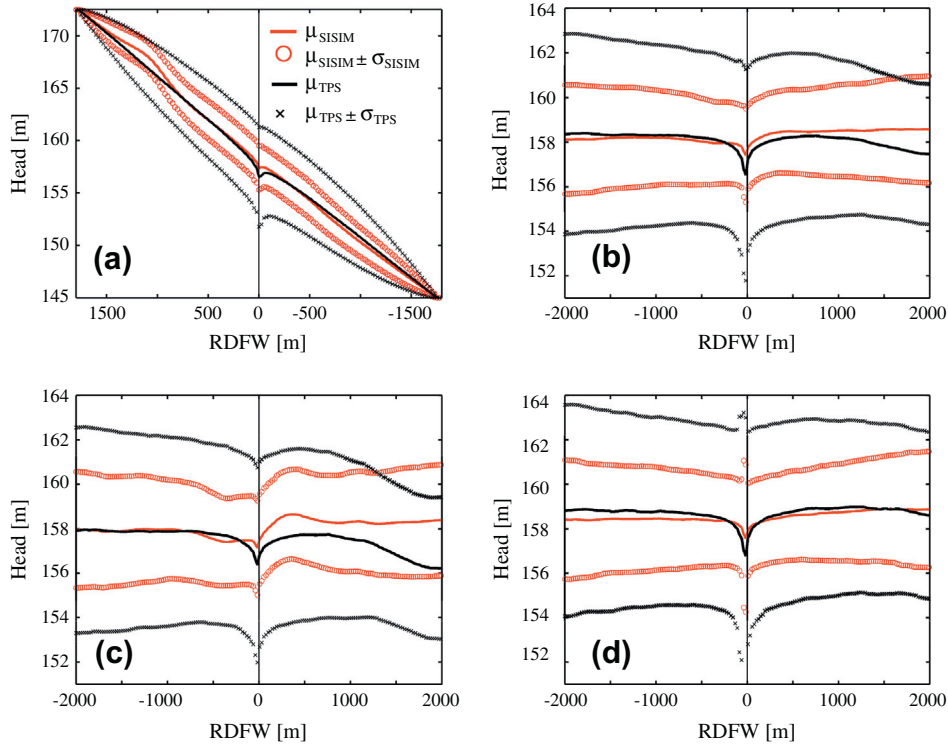 170
165
160
155
150
145
Head [m]
1500
500
0
-500
-1500
RDFW [m]
(a)
μSISIM
μSISIM ± σSISIM
μTPS
μTPS ± σTPS
164
162
160
158
156
154
152
Head [m]
-2000
-1000
0
1000
2000
RDFW [m]
(b)
164
162
160
158
156
154
152
Head [m]
-2000
-1000
0
1000
2000
RDFW [m]
(c)
164
162
160
158
156
154
152
Head [m]
-2000
-1000
0
1000
2000
RDFW [m]
(d)